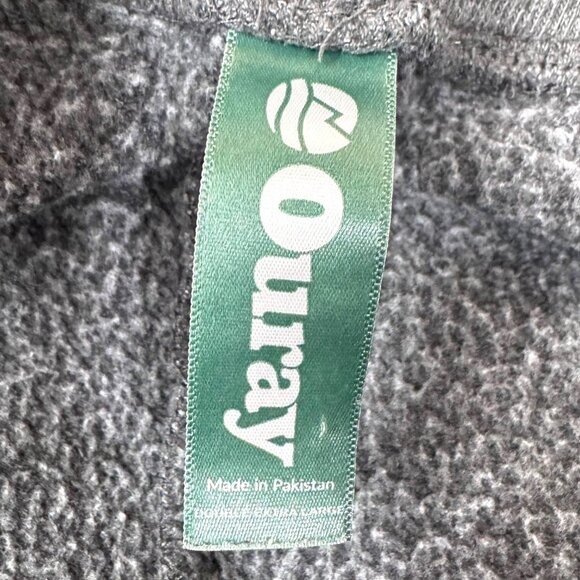 Ouray
Made in Pakistan
DOUBLE EXTRA LARGE